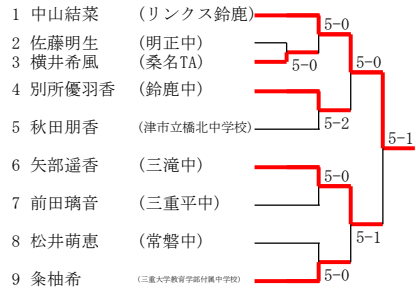 1 中山結菜 (リンクス鈴鹿)
5-0
2 佐藤明生 (明正中)
5-0
5-0
3 横井希風 (桑名TA)
4 別所優羽香 (鈴鹿中)
5-2
5 秋田朋香 (津市立橋北中学校)
5-1
6 矢部遥香 (三滝中)
5-0
7 前田璃音 (三重平中)
5-1
8 松井萌恵 (常磐中)
5-0
9 粂柚希 (三重大学教育学部付属中学校)